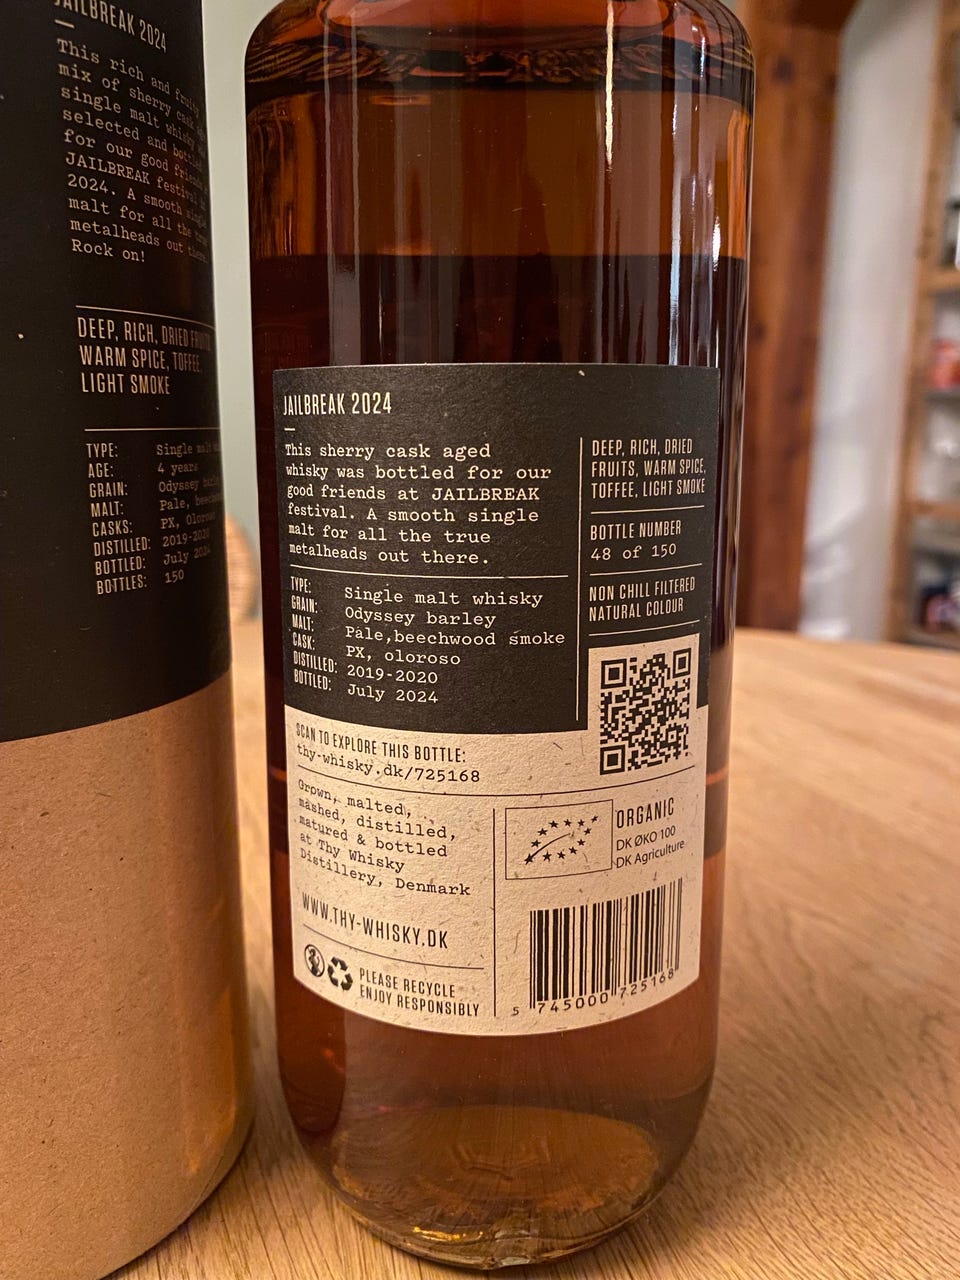 JAILBREAK 2024
This rich and fruity
mix of sherry cask
single malt whisky
selected and bottled
for our good friends
JAILBREAK festival
2024. A smooth single
malt for all the true
metalheads out there.
Rock on!
DEEP, RICH, DRIED FRUITS
WARM SPICE, TOFFEE,
LIGHT SMOKE
TYPE: Single malt
AGE: 4 years
GRAIN: Odyssey barley
MALT: Pale, beechwood
CASKS: PX, Oloroso
DISTILLED: 2019-2020
BOTTLED: July 2024
BOTTLES: 150
JAILBREAK 2024
This sherry cask aged
whisky was bottled for our
good friends at JAILBREAK
festival. A smooth single
malt for all the true
metalheads out there.
TYPE: Single malt whisky
GRAIN: Odyssey barley
MALT: Pale,beechwood smoke
CASK: PX, oloroso
DISTILLED: 2019-2020
BOTTLED: July 2024
DEEP, RICH, DRIED
FRUITS, WARM SPICE,
TOFFEE, LIGHT SMOKE
BOTTLE NUMBER
48 of 150
NON CHILL FILTERED
NATURAL COLOUR
SCAN TO EXPLORE THIS BOTTLE:
thy-whisky.dk/725168
Grown, malted,
mashed, distilled,
matured & bottled
at Thy Whisky
Distillery, Denmark
WWW.THY-WHISKY.DK
PLEASE RECYCLE
ENJOY RESPONSIBLY
ORGANIC
DK ØKO 100
DK Agriculture
5 745000 725168